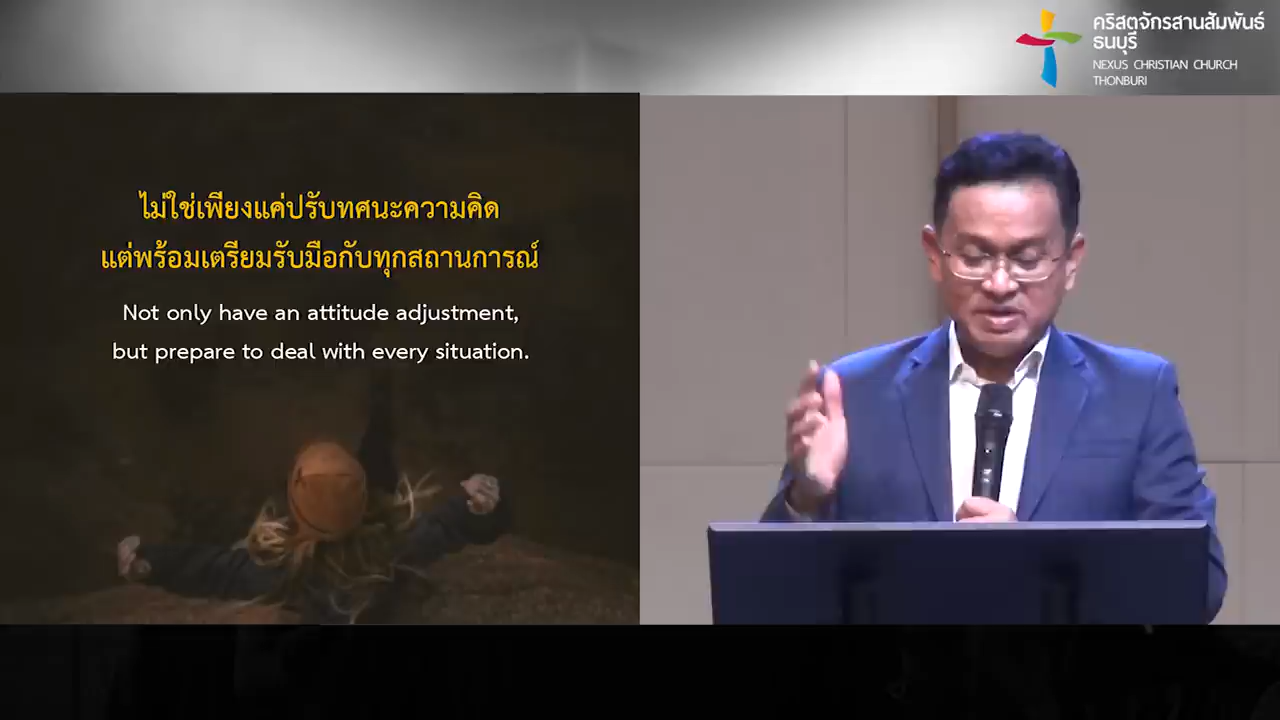 คริสตจักรสานสัมพันธ์
ธนบุรี
NEXUS CHRISTIAN CHURCH
THONBURI
ไม่ใช่เพียงแค่ปรับทศนะความคิด
แต่พร้อมเตรียมรับมือกับทุกสถานการณ์
Not only have an attitude adjustment,
but prepare to deal with every situation.